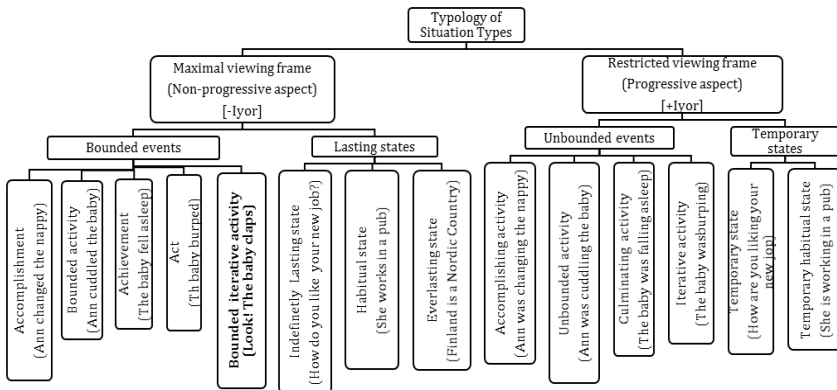 Typology of
Situation Types
Maximal viewing frame
(Non-progressive aspect)
[-Iyor]
Restricted viewing frame
(Progressive aspect)
[+Iyor]
Bounded events
Lasting states
Unbounded events
Temporary
states
Accomplishment
(Ann changed the nappy)
Bounded activity
(Ann cuddled the baby)
Achievement
(The baby fell asleep)
Act
(Th baby burped)
Bounded iterative activity
(Look! The baby claps)
Indefinetly Lasting state
(How do you like your new job?)
Habitual state
(She works in a pub)
Everlasting state
(Finland is a Nordic Country)
Accomplishing activity
(Ann was changing the nappy)
Unbounded activity
(Ann was cuddling the baby)
Culminating activity
(The baby was falling asleep)
Iterative activity
(The baby wasburping)
Temporary state
(How are you liking your
new jop)
Temporary habitual state
(She is working in a pub)